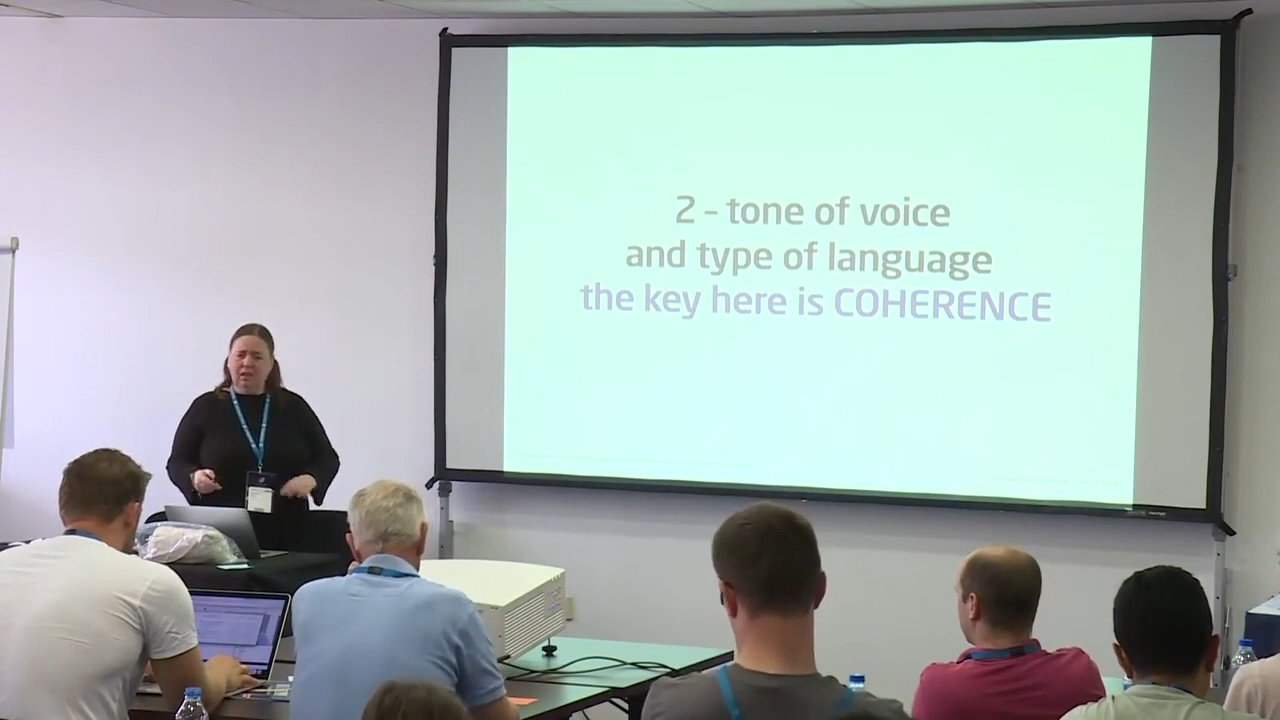 2 – tone of voice
and type of language
the key here is COHERENCE